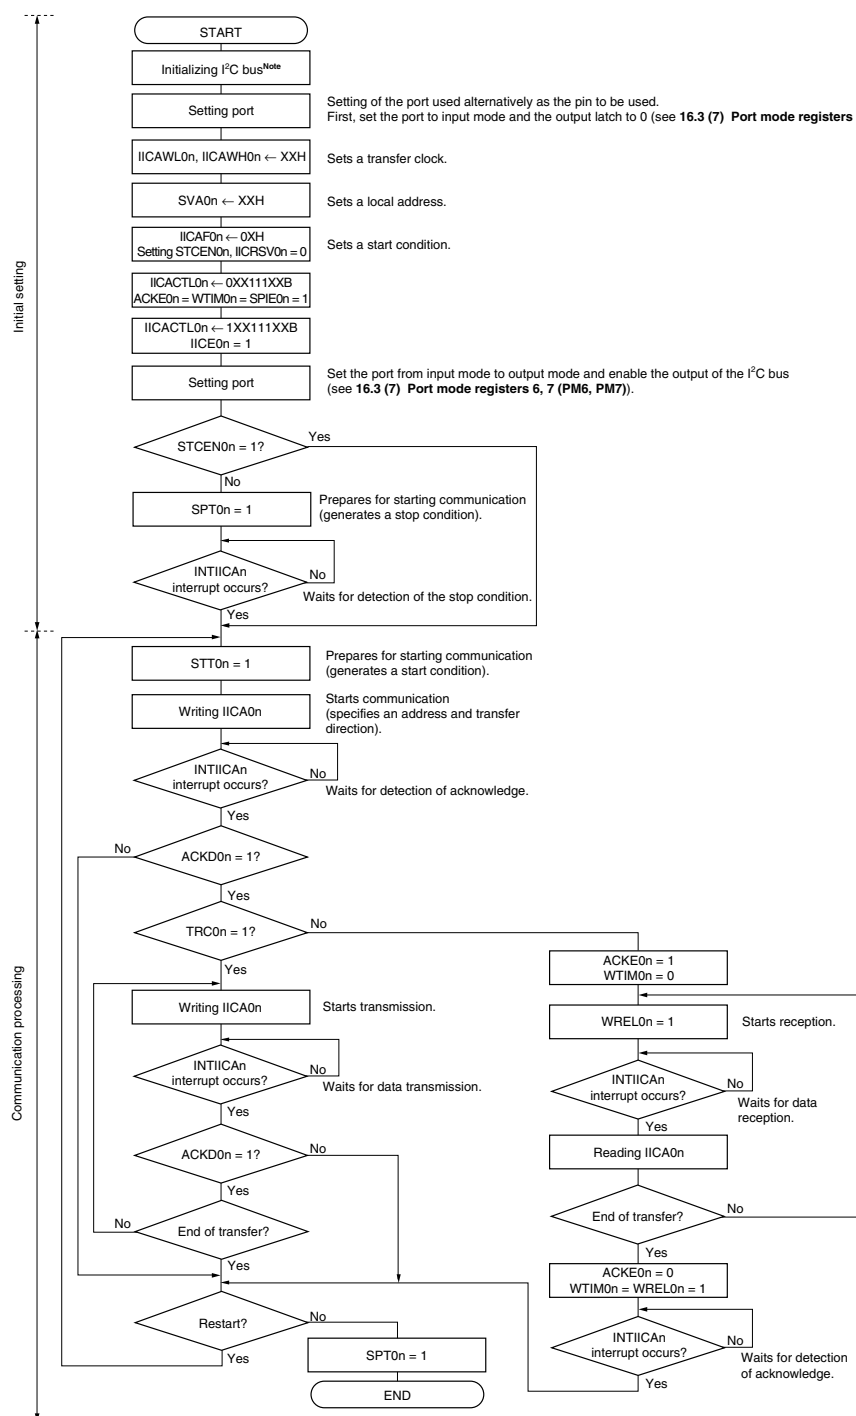 START
Initializing I²C busNote
Setting port
Setting of the port used alternatively as the pin to be used.
First, set the port to input mode and the output latch to 0 (see 16.3 (7) Port mode registers
IICAWL0n, IICAWH0n ← XXH
Sets a transfer clock.
SVA0n ← XXH
Sets a local address.
IICAF0n ← 0XH
Setting STCEN0n, IICRSV0n = 0
Sets a start condition.
Initial setting
IICACTL0n ← 0XX111XXB
ACKE0n = WTIM0n = SPIE0n = 1
IICACTL0n ← 1XX111XXB
IICE0n = 1
Setting port
Set the port from input mode to output mode and enable the output of the I²C bus
(see 16.3 (7) Port mode registers 6, 7 (PM6, PM7)).
STCEN0n = 1?
Yes
No
SPT0n = 1
Prepares for starting communication
(generates a stop condition).
INTIICAn
interrupt occurs?
No
Waits for detection of the stop condition.
Yes
STT0n = 1
Prepares for starting communication
(generates a start condition).
Writing IICA0n
Starts communication
(specifies an address and transfer
direction).
INTIICAn
interrupt occurs?
No
Waits for detection of acknowledge.
Yes
No
ACKD0n = 1?
Yes
TRC0n = 1?
No
Yes
Communication processing
Writing IICA0n
Starts transmission.
INTIICAn
interrupt occurs?
No
Waits for data transmission.
Yes
ACKD0n = 1?
No
Yes
No
End of transfer?
Yes
ACKE0n = 1
WTIM0n = 0
WREL0n = 1
Starts reception.
INTIICAn
interrupt occurs?
No
Waits for data
reception.
Yes
Reading IICA0n
End of transfer?
No
Yes
ACKE0n = 0
WTIM0n = WREL0n = 1
INTIICAn
interrupt occurs?
No
Waits for detection
of acknowledge.
Yes
Restart?
No
Yes
SPT0n = 1
END